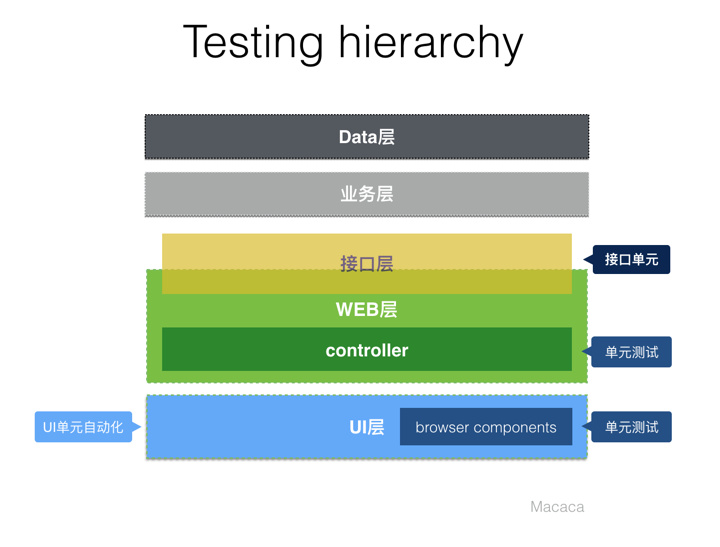 Testing hierarchy
Data层
业务层
接口层
接口单元
WEB层
controller
单元测试
UI单元自动化
UI层
browser components
单元测试
Macaca